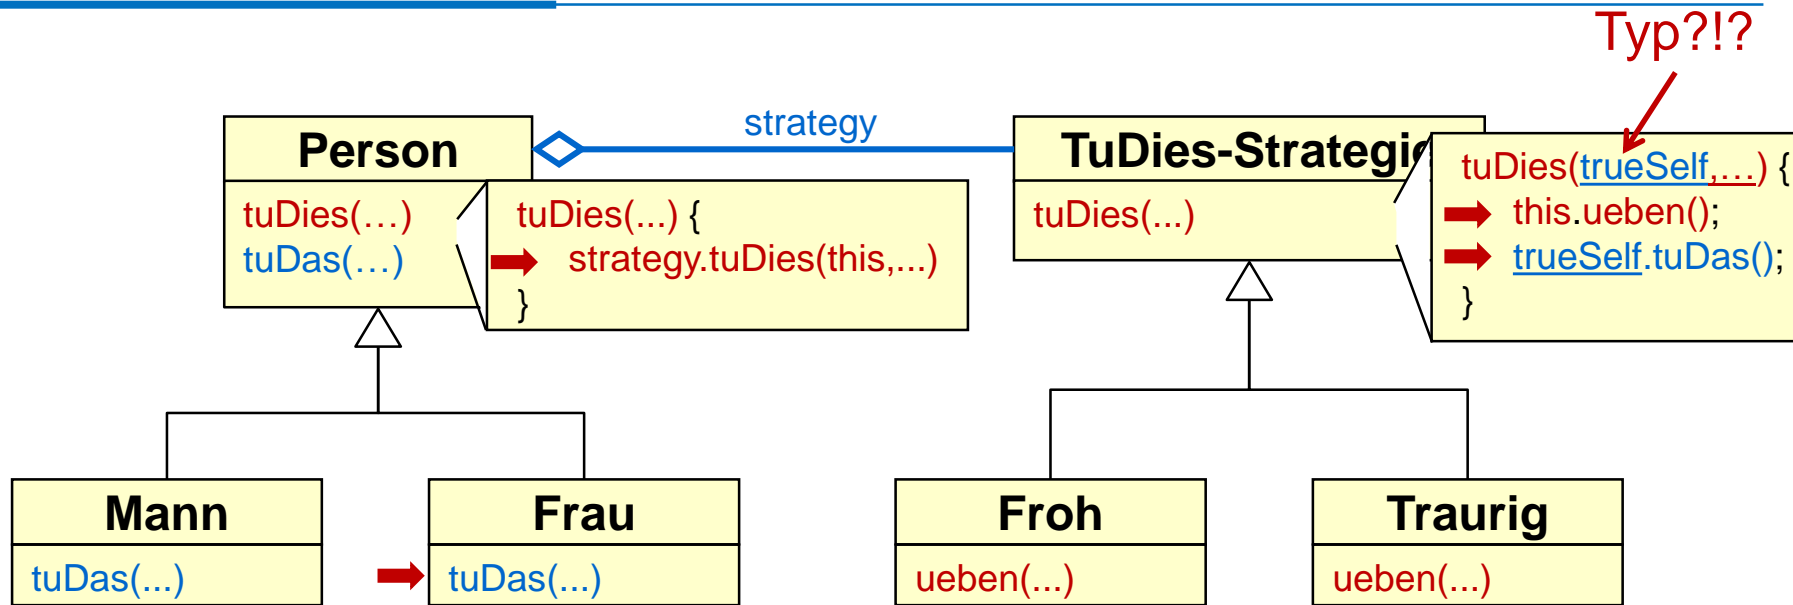 Typ?!?
strategy
Person
tuDies(…)
tuDas(…)
tuDies(...) {
strategy.tuDies(this,...)
}
TuDies-Strategie
tuDies(...)
tuDies(trueSelf,…) {
this.ueben();
trueSelf.tuDas();
}
Mann
tuDas(...)
Frau
tuDas(...)
Froh
ueben(...)
Traurig
ueben(...)